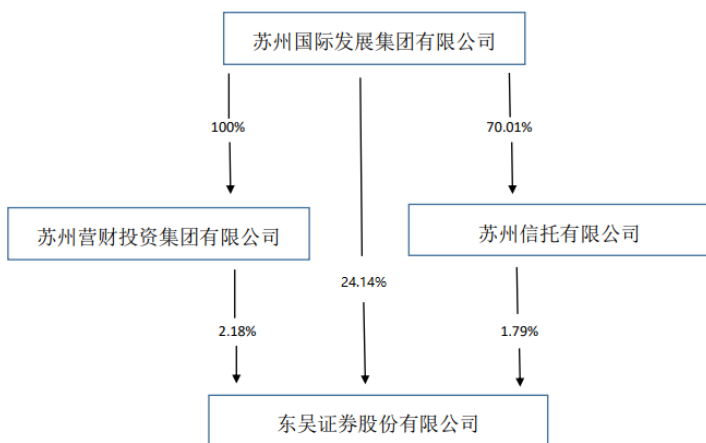 苏州国际发展集团有限公司
100%
70.01%
苏州营财投资集团有限公司
苏州信托有限公司
24.14%
2.18%
1.79%
东吴证券股份有限公司